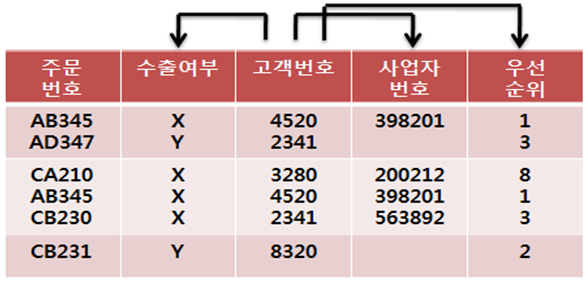 주문 번호 수출여부 고객번호 사업자 번호 우선 순위
AB345 X 4520 398201 1
AD347 Y 2341 3
CA210 X 3280 200212 8
AB345 X 4520 398201 1
CB230 X 2341 563892 3
CB231 Y 8320 2